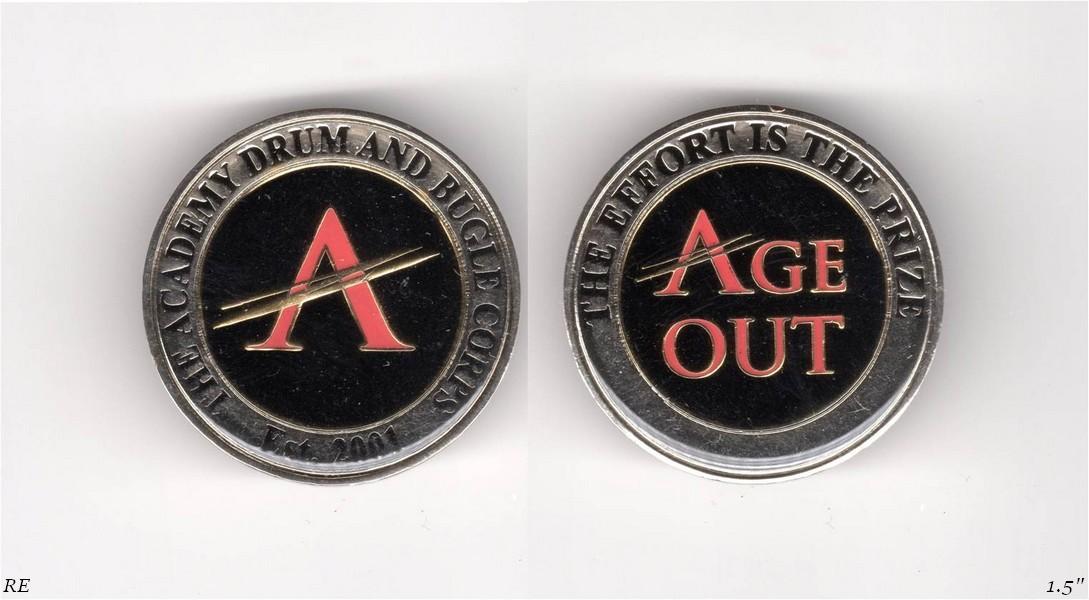 THE ACADEMY DRUM AND BUGLE CORPS
A
Est. 2001
THE EFFORT IS THE PRIZE
AGE
OUT
RE
1.5"